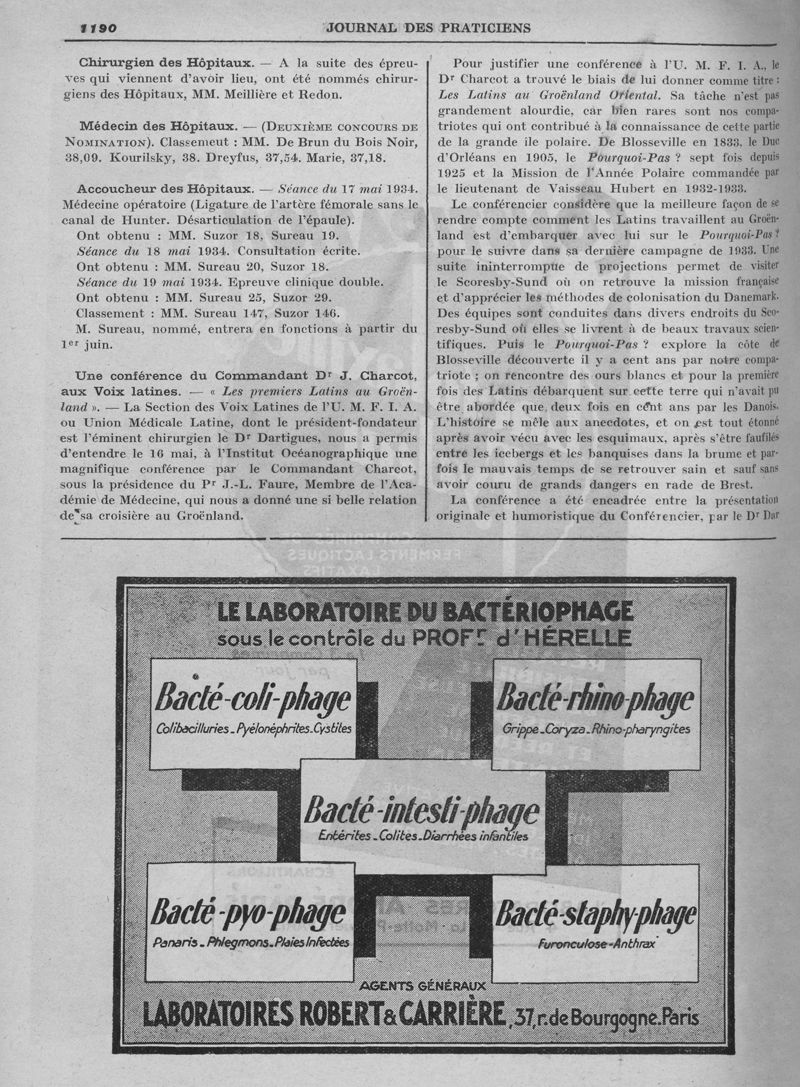 1190
JOURNAL DES PRATICIENS
Chirurgien des Hôpitaux. — A la suite des épreu-
ves qui viennent d'avoir lieu, ont été nommés chirur-
giens des Hôpitaux, MM. Meillière et Redon.
Médecin des Hôpitaux. — (DEUXIÈME CONCOURS DE
NOMINATION). Classement : MM. De Brun du Bois Noir,
38,09. Kourilsky, 38. Dreyfus, 37,54. Marie, 37,18.
Accoucheur des Hôpitaux. — Séance du 17 mai 1934.
Médecine opératoire (Ligature de l'artère fémorale sans le
canal de Hunter. Désarticulation de l'épaule).
Ont obtenu : MM. Suzor 18, Sureau 19.
Séance du 18 mai 1934. Consultation écrite.
Ont obtenu : MM. Sureau 20, Suzor 18.
Séance du 19 mai 1934. Epreuve clinique double.
Ont obtenu : MM. Sureau 25, Suzor 29.
Classement : MM. Sureau 147, Suzor 146.
M. Sureau, nommé, entrera en fonctions à partir du
1er juin.
Une conférence du Commandant Dr J. Charcot,
aux Voix latines. — « Les premiers Latins au Groën-
land ». — La Section des Voix Latines de l'U. M. F. I. A.
ou Union Médicale Latine, dont le président-fondateur
est l'éminent chirurgien le Dr Dartigues, nous a permis
d'entendre le 16 mai, à l'Institut Océanographique une
magnifique conférence par le Commandant Charcot,
sous la présidence du Pr J.-L. Faure, Membre de l'Aca-
démie de Médecine, qui nous a donné une si belle relation
de sa croisière au Groënland.
Pour justifier une conférence à l'U. M. F. I. A., le
Dr Charcot a trouvé le biais de lui donner comme titre :
Les Latins au Groënland Oriental. Sa tâche n'est pas
grandement alourdie, car bien rares sont nos compa-
triotes qui ont contribué à la connaissance de cette partie
de la grande île polaire. De Blosseville en 1833, le Duc
d'Orléans en 1905, le Pourquoi-Pas ? sept fois depuis
1925 et la Mission de l'Année Polaire commandée par
le lieutenant de Vaisseau Hubert en 1932-1933.
Le conférencier considère que la meilleure façon de se
rendre compte comment les Latins travaillent au Groën-
land est d'embarquer avec lui sur le Pourquoi-Pas ?
pour le suivre dans sa dernière campagne de 1933. Une
suite ininterrompue de projections permet de visiter
le Scoresby-Sund où on retrouve la mission française
et d'apprécier les méthodes de colonisation du Danemark.
Des équipes sont conduites dans divers endroits du Sco-
resby-Sund où elles se livrent à de beaux travaux scien-
tifiques. Puis le Pourquoi-Pas ? explore la côte de
Blosseville découverte il y a cent ans par notre compa-
triote ; on rencontre des ours blancs et pour la première
fois des Latins débarquent sur cette terre qui n'avait pu
être abordée que deux fois en cent ans par les Danois.
L'histoire se mêle aux anecdotes, et on est tout étonné
après avoir vécu avec les esquimaux, après s'être faufilés
entre les icebergs et les banquises dans la brume et par-
fois le mauvais temps de se retrouver sain et sauf sans
avoir couru de grands dangers en rade de Brest.
La conférence a été encadrée entre la présentation
originale et humoristique du Conférencier, par le Dr Dar
LE LABORATOIRE DU BACTÉRIOPHAGE
sous le contrôle du PROFr d'HÉRELLE
Bacté-coli-phage
Colibacilluries_Pyélonéphrites_Cystites
Bacté-rhino-phage
Grippe_Coryza_Rhino-pharyngites
Bacté-intesti-phage
Entérites_Colites_Diarrhées infantiles
Bacté-pyo-phage
Panaris_Phlegmons_Plaies Infectées
Bacté-staphy-phage
Furonculose-Anthrax
AGENTS GÉNÉRAUX
LABORATOIRES ROBERT & CARRIÈRE, 37, r. de Bourgogne_Paris